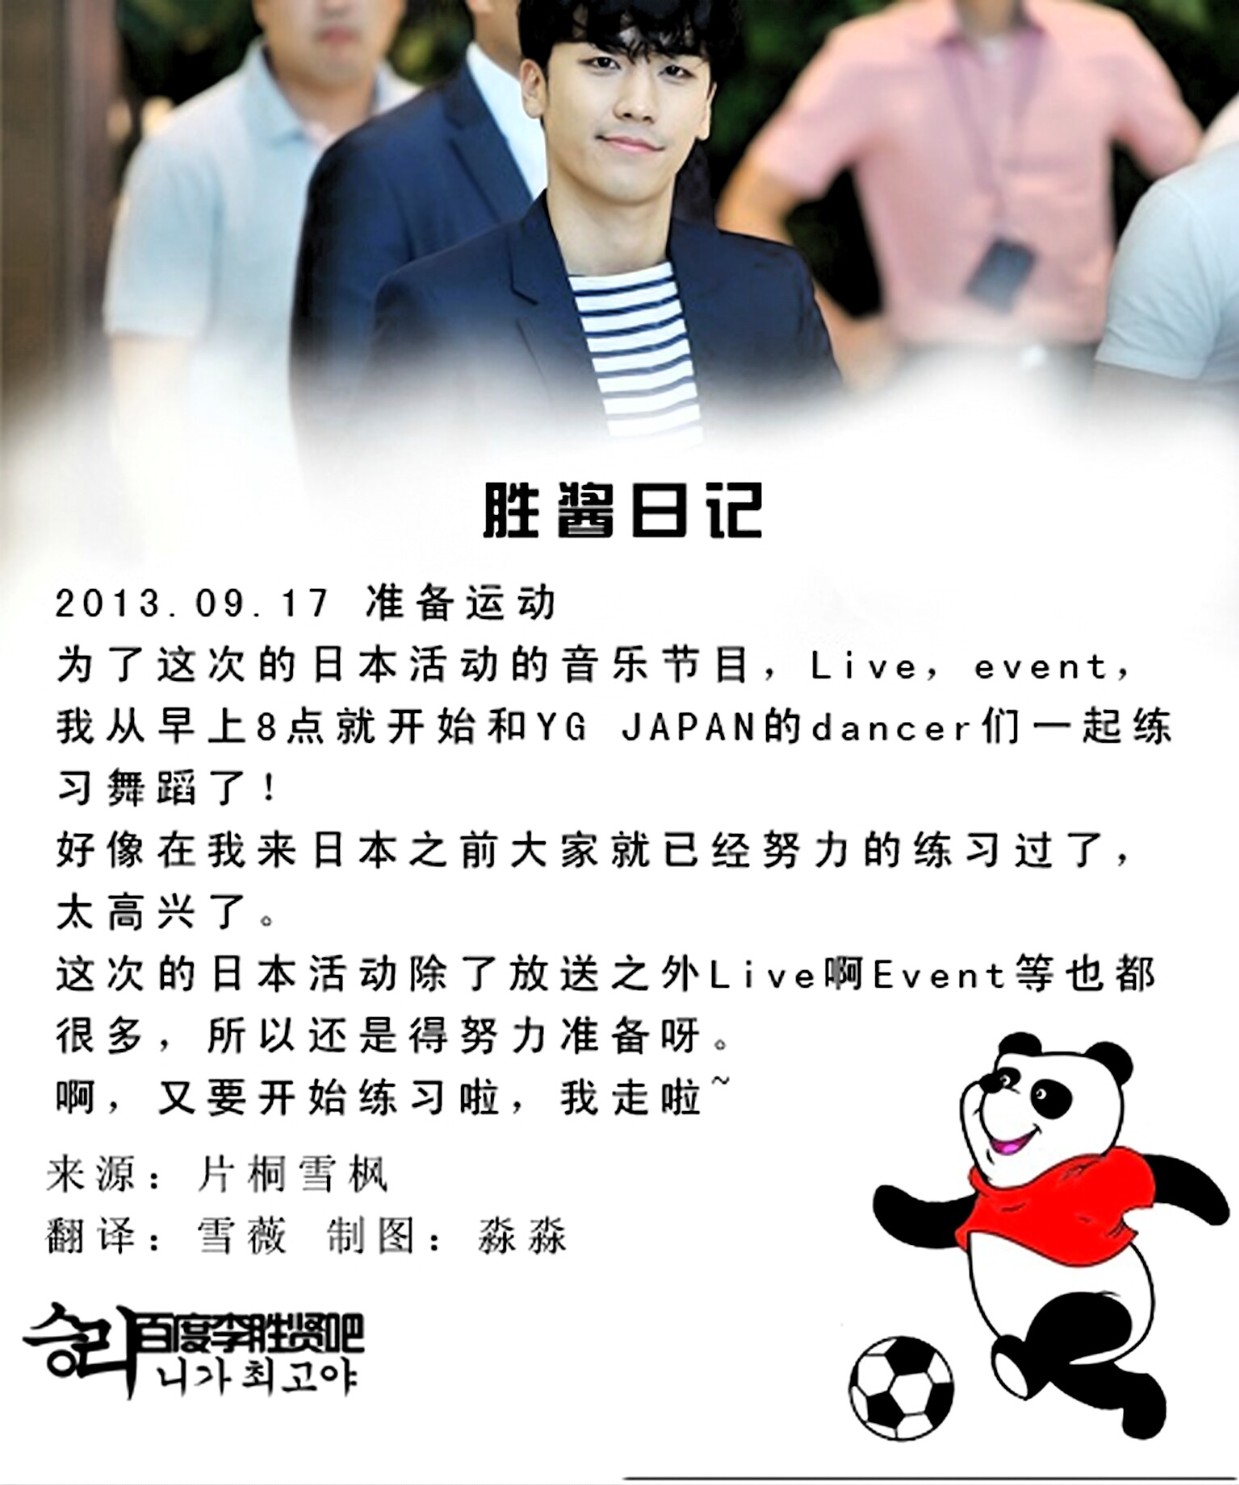 胜酱日记
2013.09.17 准备运动
为了这次的日本活动的音乐节目，Live，event，
我从早上8点就开始和YG JAPAN的dancer们一起练
习舞蹈了！
好像在我来日本之前大家就已经努力的练习过了，
太高兴了。
这次的日本活动除了放送之外Live啊Event等也都
很多，所以还是得努力准备呀。
啊，又要开始练习啦，我走啦~
来源：片桐雪枫
翻译：雪薇 制图：淼淼
승리百度李胜贤吧
니가 최고야